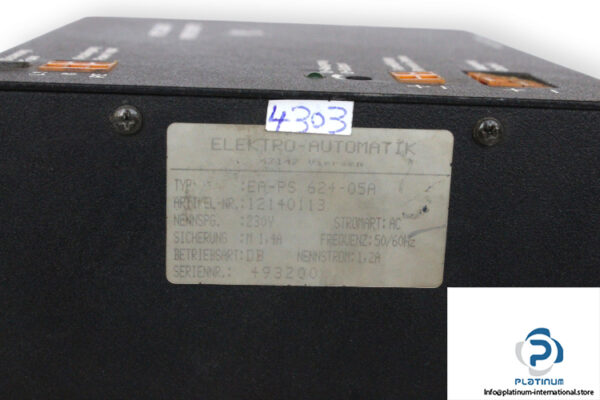 4303
ELEKTRO-AUTOMATIK
TYP :EA-PS 624-05A
ARTIKEL-NR.:12140113
NENNSPG. :230V STROMART:AC
SICHERUNG :M 1,4A FREQUENZ:50/60Hz
BETRIEBSART:DB NENNSTROM:1,2A
SERIENNR.: 493200
PLATINUM
Info@platinum-international.store